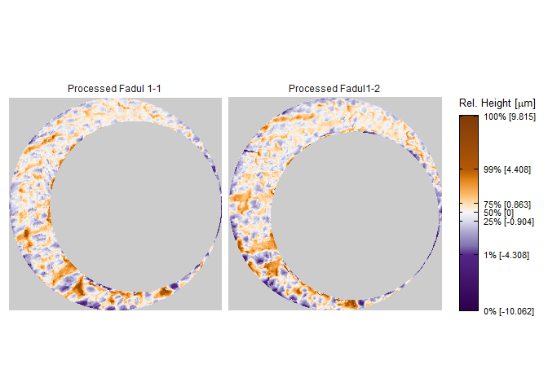 Processed Fadul 1-1
Processed Fadul1-2
Rel. Height [µm]
100% [9.815]
99% [4.408]
75% [0.863]
50% [0]
25% [-0.904]
1% [-4.308]
0% [-10.062]